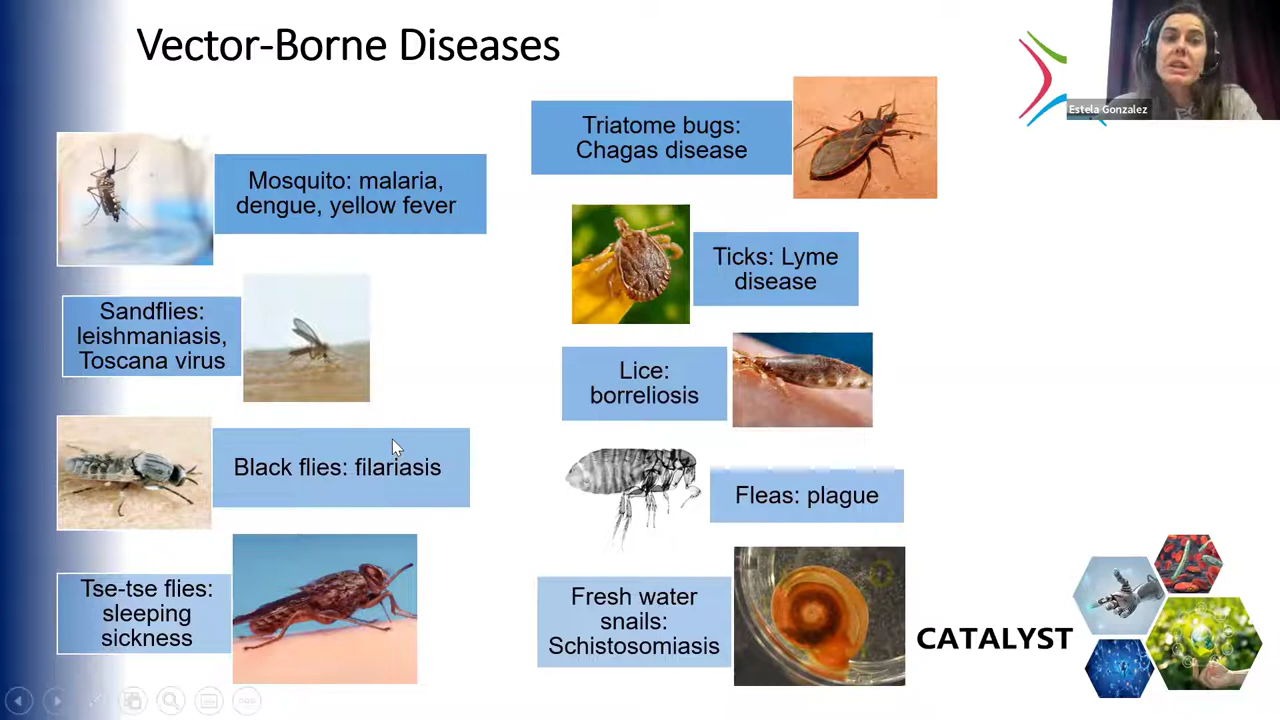 Vector-Borne Diseases
Estela Gonzalez
Mosquito: malaria,
dengue, yellow fever
Sandflies:
leishmaniasis,
Toscana virus
Black flies: filariasis
Tse-tse flies:
sleeping
sickness
Triatome bugs:
Chagas disease
Ticks: Lyme
disease
Lice:
borreliosis
Fleas: plague
Fresh water
snails:
Schistosomiasis
CATALYST